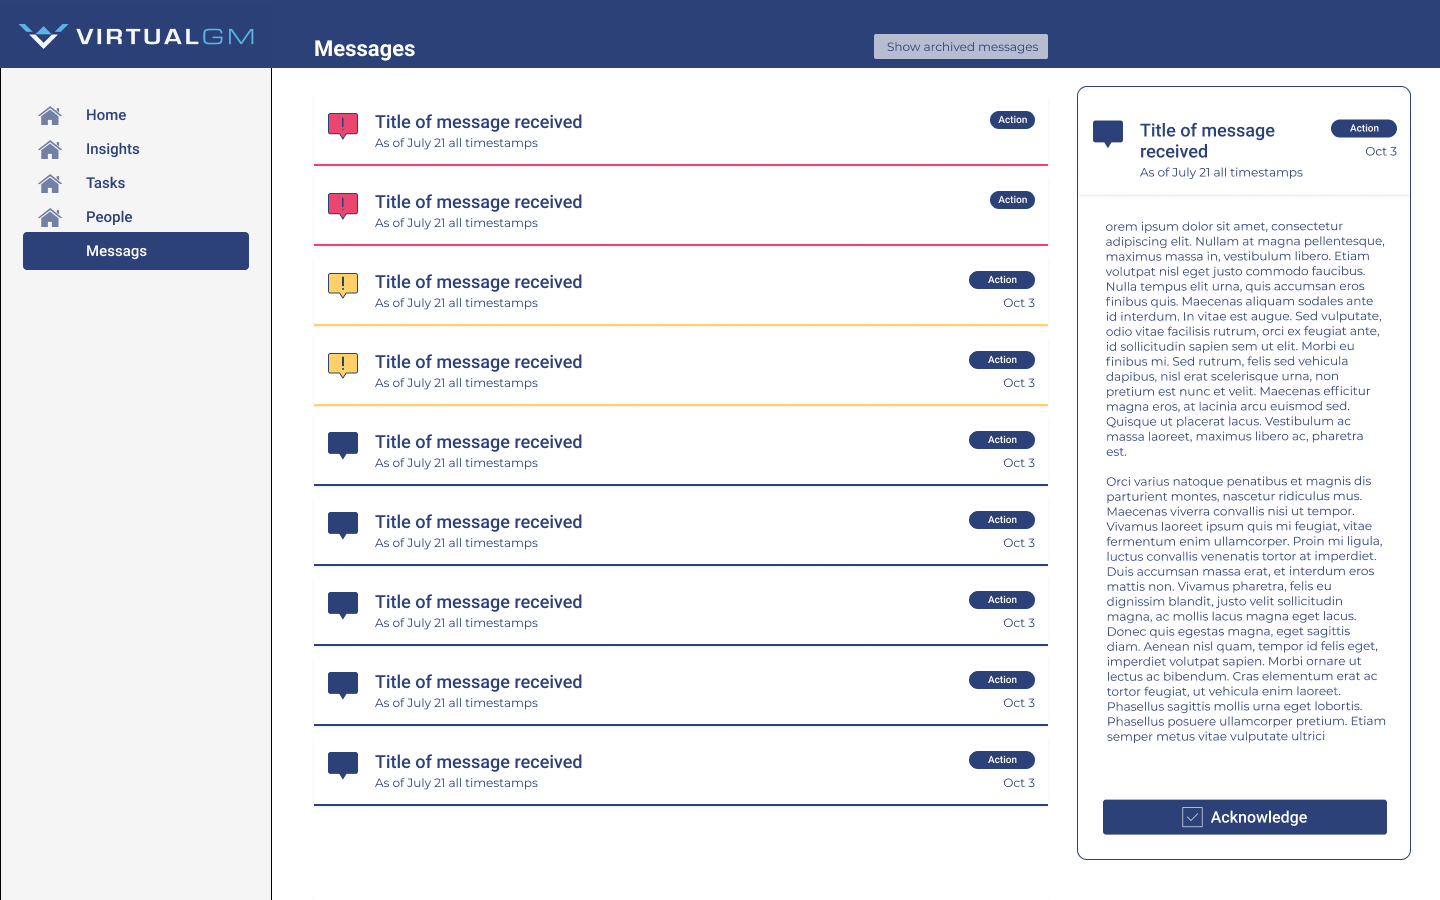 VIRTUALGM
Messages
Show archived messages
Home
Insights
Tasks
People
Messags
! Title of message received Action
As of July 21 all timestamps
! Title of message received Action
As of July 21 all timestamps
! Title of message received Action
As of July 21 all timestamps Oct 3
! Title of message received Action
As of July 21 all timestamps Oct 3
Title of message received Action
As of July 21 all timestamps Oct 3
Title of message received Action
As of July 21 all timestamps Oct 3
Title of message received Action
As of July 21 all timestamps Oct 3
Title of message received Action
As of July 21 all timestamps Oct 3
Title of message received Action
As of July 21 all timestamps Oct 3
Title of message Action
received Oct 3
As of July 21 all timestamps
orem ipsum dolor sit amet, consectetur
adipiscing elit. Nullam at magna pellentesque,
maximus massa in, vestibulum libero. Etiam
volutpat nisl eget justo commodo faucibus.
Nulla tempus elit urna, quis accumsan eros
finibus quis. Maecenas aliquam sodales ante
id interdum. In vitae est augue. Sed vulputate,
odio vitae facilisis rutrum, orci ex feugiat ante,
id sollicitudin sapien sem ut elit. Morbi eu
finibus mi. Sed rutrum, felis sed vehicula
dapibus, nisl erat scelerisque urna, non
pretium est nunc et velit. Maecenas efficitur
magna eros, at lacinia arcu euismod sed.
Quisque ut placerat lacus. Vestibulum ac
massa laoreet, maximus libero ac, pharetra
est.
Orci varius natoque penatibus et magnis dis
parturient montes, nascetur ridiculus mus.
Maecenas viverra convallis nisi ut tempor.
Vivamus laoreet ipsum quis mi feugiat, vitae
fermentum enim ullamcorper. Proin mi ligula,
luctus convallis venenatis tortor at imperdiet.
Duis accumsan massa erat, et interdum eros
mattis non. Vivamus pharetra, felis eu
dignissim blandit, justo velit sollicitudin
magna, ac mollis lacus magna eget lacus.
Donec quis egestas magna, eget sagittis
diam. Aenean nisl quam, tempor id felis eget,
imperdiet volutpat sapien. Morbi ornare ut
lectus ac bibendum. Cras elementum erat ac
tortor feugiat, ut vehicula enim laoreet.
Phasellus sagittis mollis urna eget lobortis.
Phasellus posuere ullamcorper pretium. Etiam
semper metus vitae vulputate ultrici
Acknowledge